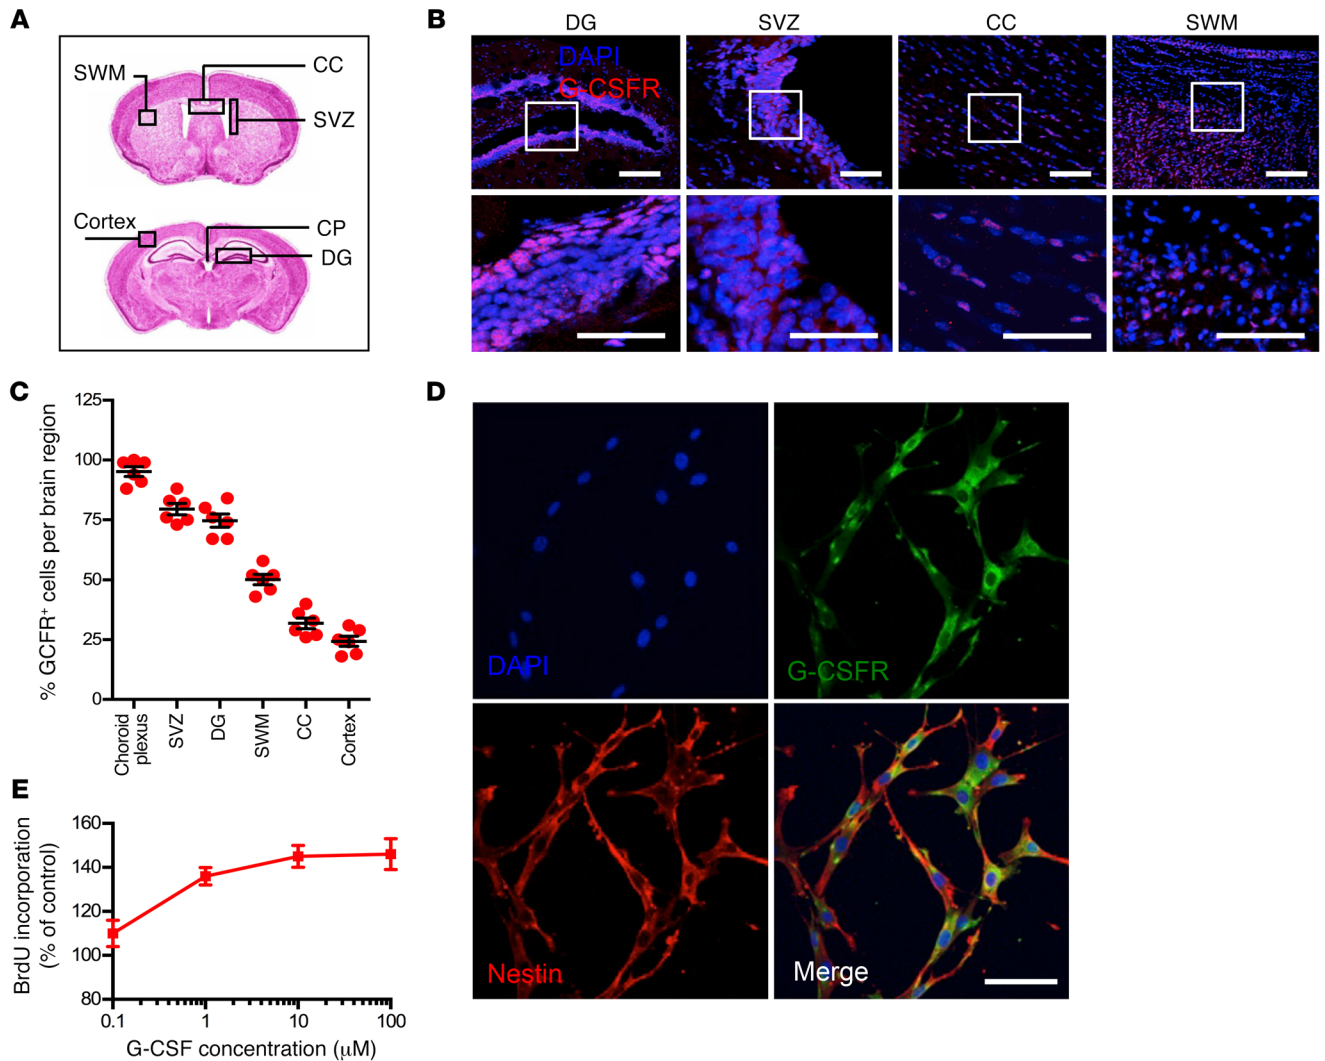 A
SWM
CC
SVZ
Cortex
CP
DG
B
DG
SVZ
CC
SWM
DAPI
G-CSFR
C
% GCFR⁺ cells per brain region
125
100
75
50
25
0
Choroid
plexus
SVZ
DG
SWM
CC
Cortex
D
DAPI
G-CSFR
Nestin
Merge
E
BrdU incorporation
(% of control)
160
140
120
100
80
0.1
1
10
100
G-CSF concentration (μM)